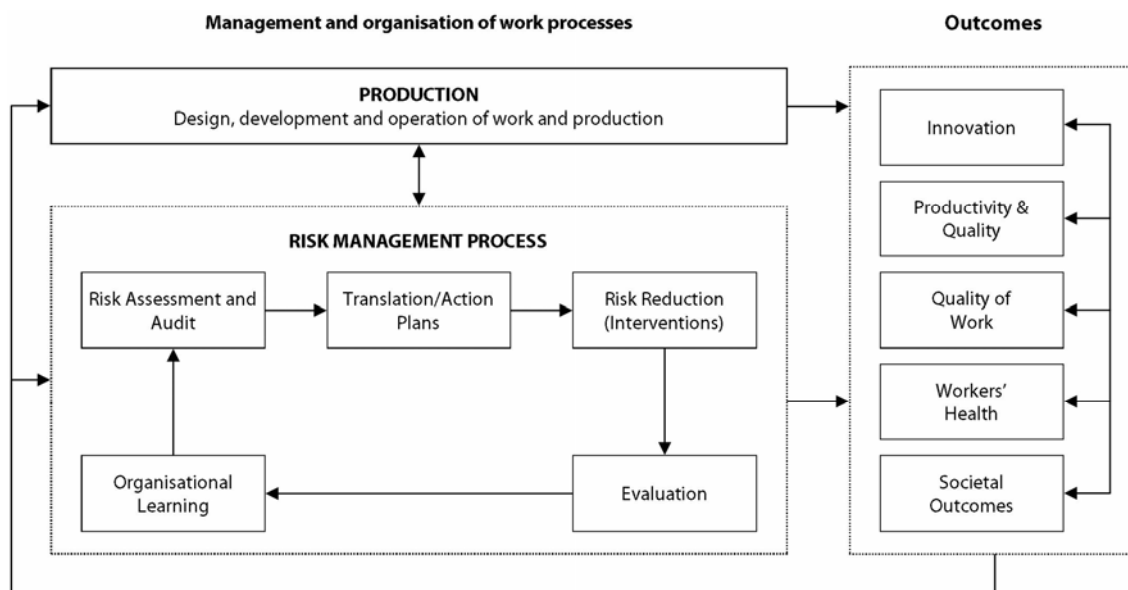 Management and organisation of work processes
Outcomes
PRODUCTION
Design, development and operation of work and production
RISK MANAGEMENT PROCESS
Risk Assessment and
Audit
Translation/Action
Plans
Risk Reduction
(Interventions)
Organisational
Learning
Evaluation
Innovation
Productivity &
Quality
Quality of
Work
Workers’
Health
Societal
Outcomes